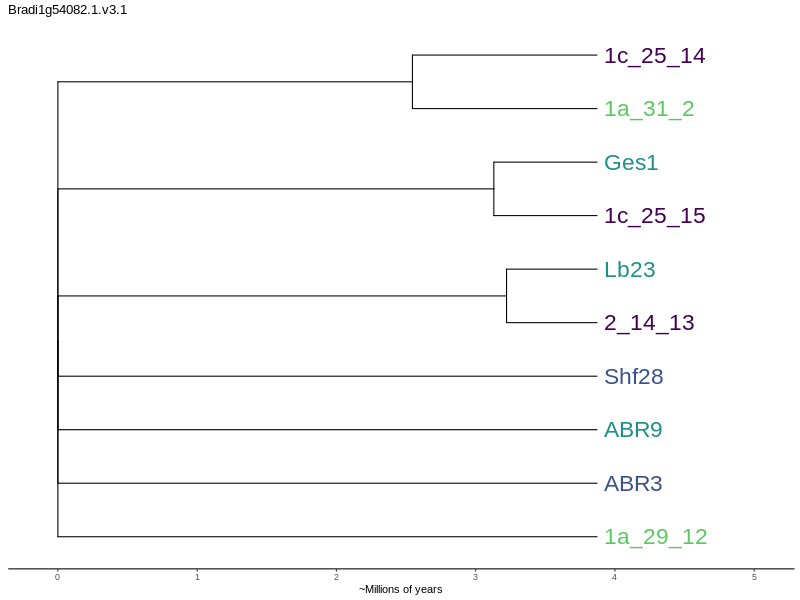 Bradi1g54082.1.v3.1
1c_25_14
1a_31_2
Ges1
1c_25_15
Lb23
2_14_13
Shf28
ABR9
ABR3
1a_29_12
0 1 2 3 4 5
~Millions of years